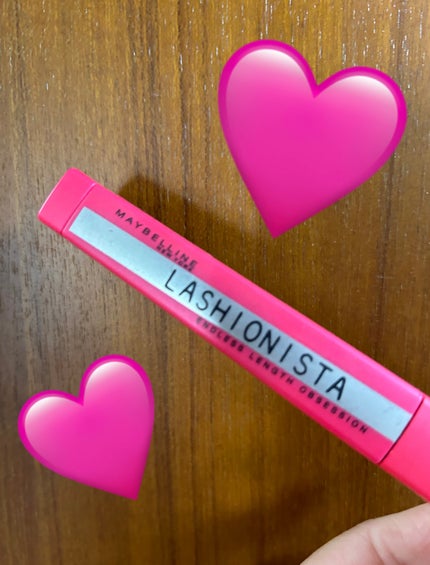 MAYBELLINE
NEW YORK
LASHIONISTA
ENDLESS LENGTH OBSESSION